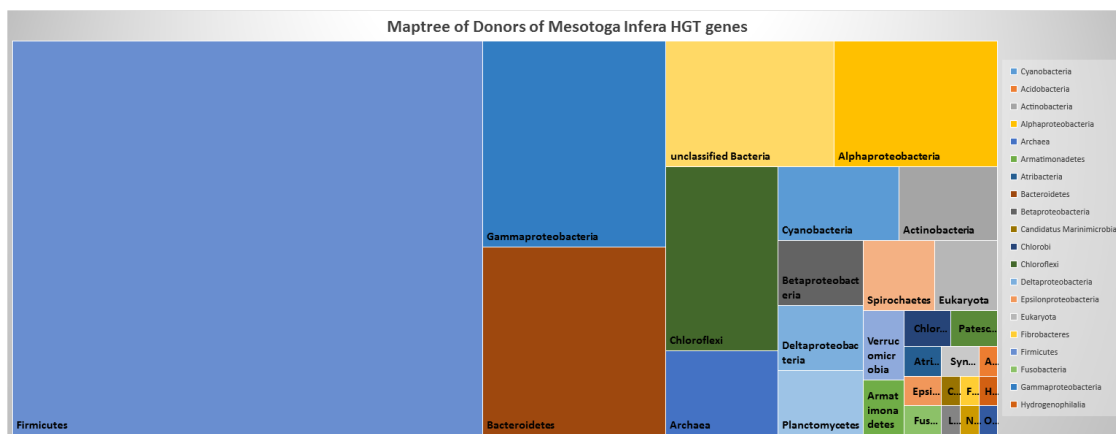 Maptree of Donors of Mesotoga Infera HGT genes
Firmicutes
Gammaproteobacteria
Bacteroidetes
unclassified Bacteria
Alphaproteobacteria
Chloroflexi
Archaea
Cyanobacteria
Actinobacteria
Betaproteobact
eria
Spirochaetes
Eukaryota
Deltaproteobac
teria
Planctomycetes
Verruc
omicro
bia
Armat
imona
detes
Chlor...
Patesc...
Atri...
Syn...
A...
Epsi...
C...
F...
H...
Fus...
L...
N...
O...
Cyanobacteria
Acidobacteria
Actinobacteria
Alphaproteobacteria
Archaea
Armatimonadetes
Atribacteria
Bacteroidetes
Betaproteobacteria
Candidatus Marinimicrobia
Chlorobi
Chloroflexi
Deltaproteobacteria
Epsilonproteobacteria
Eukaryota
Fibrobacteres
Firmicutes
Fusobacteria
Gammaproteobacteria
Hydrogenophilalia